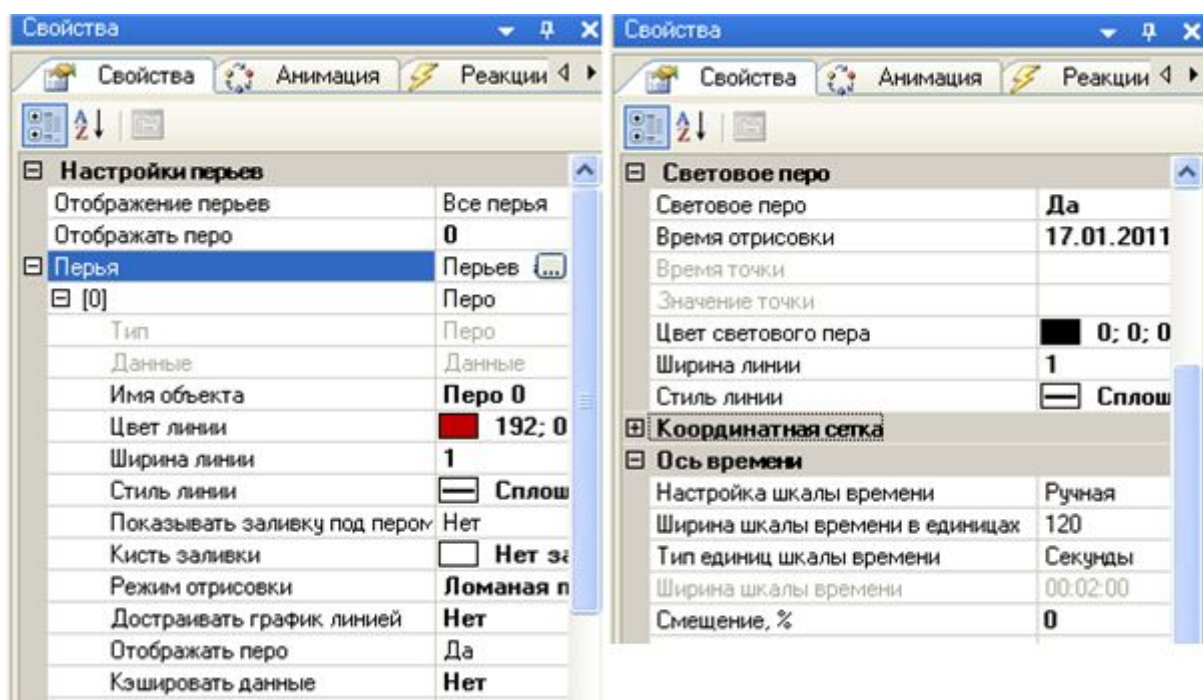 Свойства
Свойства Анимация Реакции
Настройки перьев
Отображение перьев Все перья
Отображать перо 0
Перья Перьев ...
[0] Перо
Тип Перо
Данные Данные
Имя объекта Перо 0
Цвет линии 192; 0
Ширина линии 1
Стиль линии Сплош
Показывать заливку под пером Нет
Кисть заливки Нет за
Режим отрисовки Ломаная п
Достраивать график линией Нет
Отображать перо Да
Кэшировать данные Нет
Свойства
Свойства Анимация Реакции
Световое перо
Световое перо Да
Время отрисовки 17.01.2011
Время точки
Значение точки
Цвет светового пера 0; 0; 0
Ширина линии 1
Стиль линии Сплош
Координатная сетка
Ось времени
Настройка шкалы времени Ручная
Ширина шкалы времени в единицах 120
Тип единиц шкалы времени Секунды
Ширина шкалы времени 00:02:00
Смещение, % 0